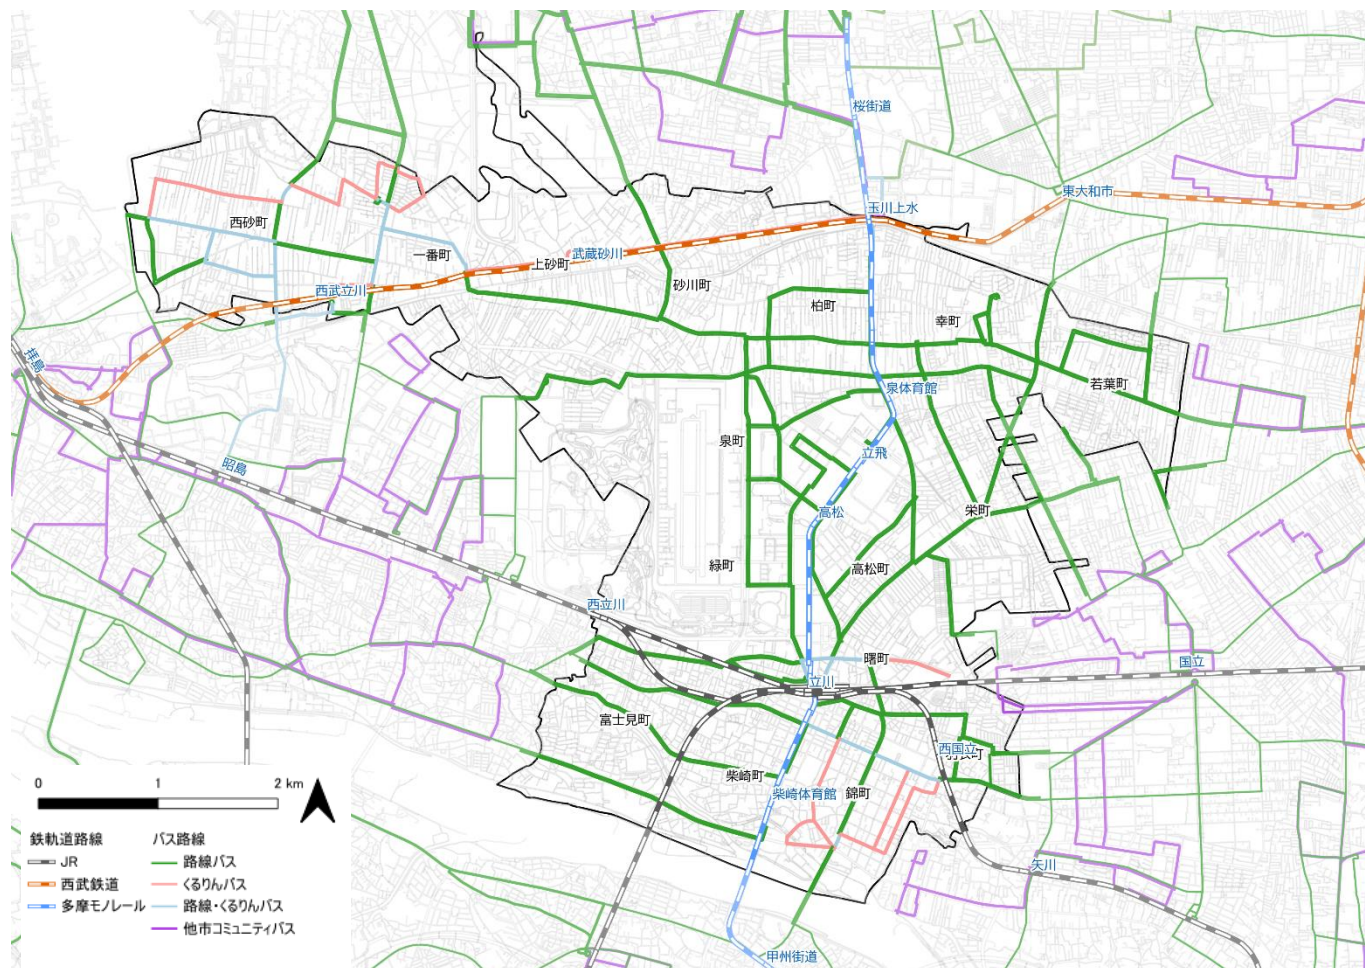 桜街道
東大和市
玉川上水
西砂町
一番町
武蔵砂川
上砂町
砂川町
西武立川
柏町
幸町
拝島
泉体育館
若葉町
泉町
立飛
昭島
高松
栄町
緑町
高松町
西立川
曙町
国立
立川
富士見町
西国立
柴崎町
柴崎体育館
錦町
矢川
甲州街道
0 1 2 km
鉄軌道路線
JR
西武鉄道
多摩モノレール
バス路線
路線バス
くるりんバス
路線・くるりんバス
他市コミュニティバス